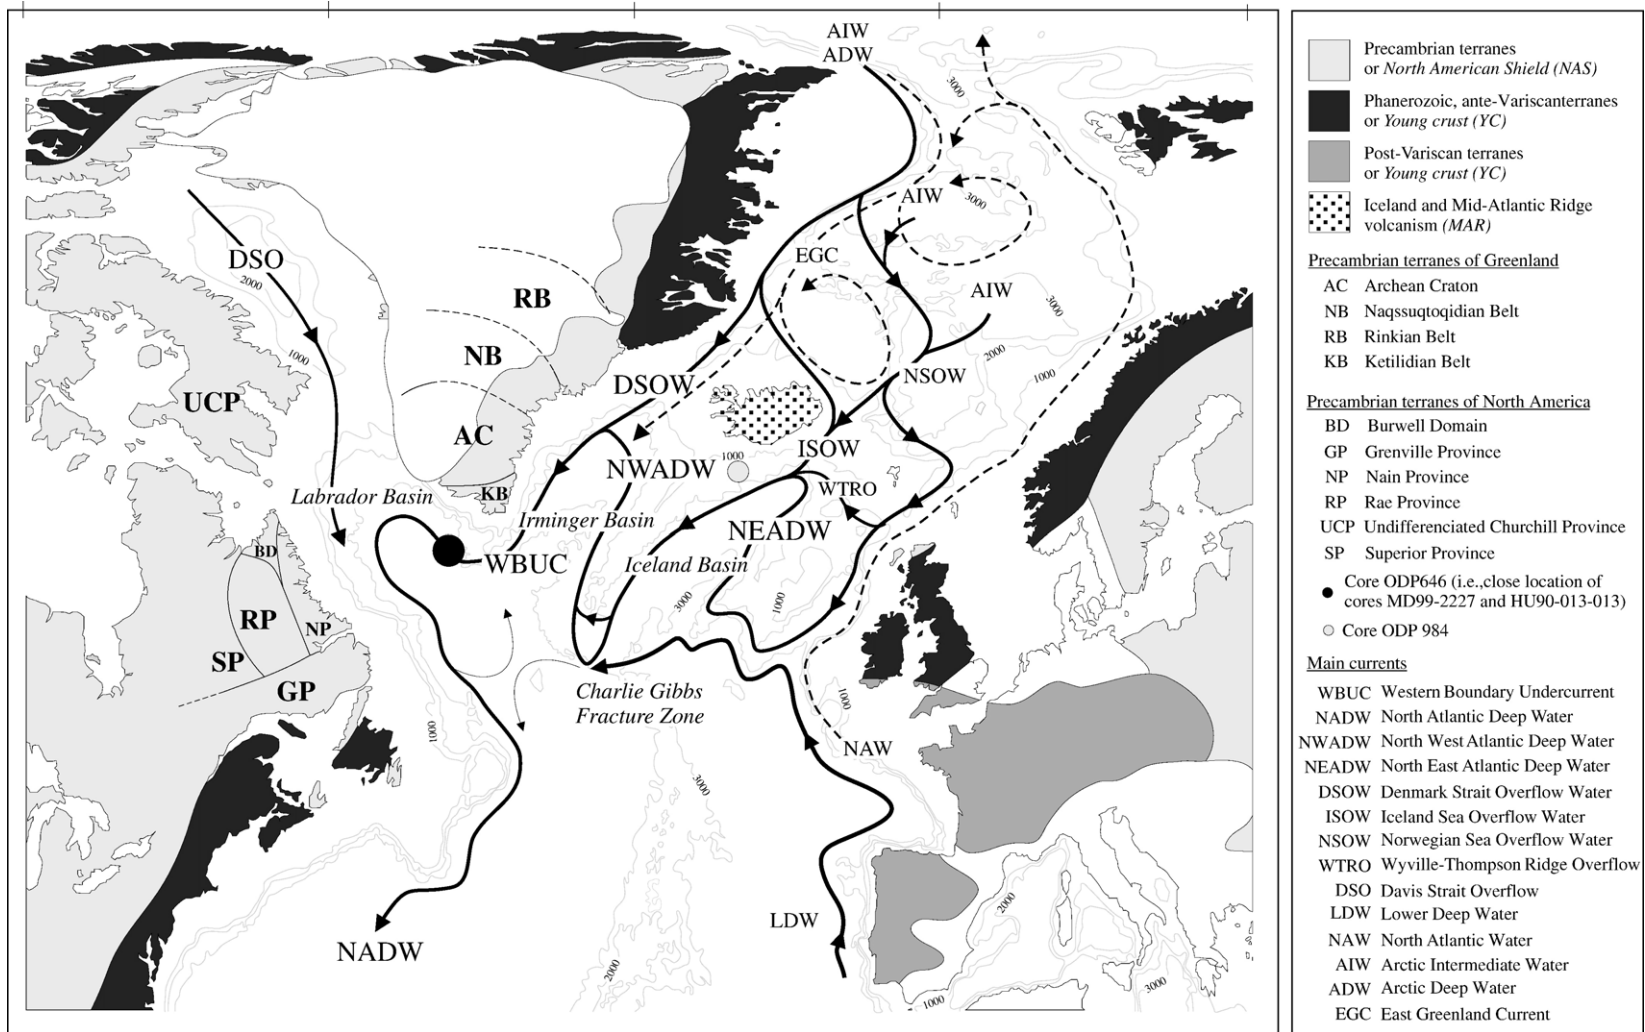 AIW
ADW
3000
AIW
3000
DSO
2000
EGC
RB
AIW
3000
1000
NB
2000
NSOW
1000
DSOW
UCP
AC
ISOW
1000
NWADW
KB
WTRO
Labrador Basin
Irminger Basin
NEADW
BD
WBUC
Iceland Basin
3000
1000
RP
NP
SP
GP
Charlie Gibbs
Fracture Zone
1000
1000
NAW
3000
LDW
2000
NADW
2000
1000
3000
Precambrian terranes
or North American Shield (NAS)
Phanerozoic, ante-Variscanterranes
or Young crust (YC)
Post-Variscan terranes
or Young crust (YC)
Iceland and Mid-Atlantic Ridge
volcanism (MAR)
Precambrian terranes of Greenland
AC Archean Craton
NB Naqssuqtoqidian Belt
RB Rinkian Belt
KB Ketilidian Belt
Precambrian terranes of North America
BD Burwell Domain
GP Grenville Province
NP Nain Province
RP Rae Province
UCP Undifferenciated Churchill Province
SP Superior Province
Core ODP646 (i.e.,close location of
cores MD99-2227 and HU90-013-013)
Core ODP 984
Main currents
WBUC Western Boundary Undercurrent
NADW North Atlantic Deep Water
NWADW North West Atlantic Deep Water
NEADW North East Atlantic Deep Water
DSOW Denmark Strait Overflow Water
ISOW Iceland Sea Overflow Water
NSOW Norwegian Sea Overflow Water
WTRO Wyville-Thompson Ridge Overflow
DSO Davis Strait Overflow
LDW Lower Deep Water
NAW North Atlantic Water
AIW Arctic Intermediate Water
ADW Arctic Deep Water
EGC East Greenland Current